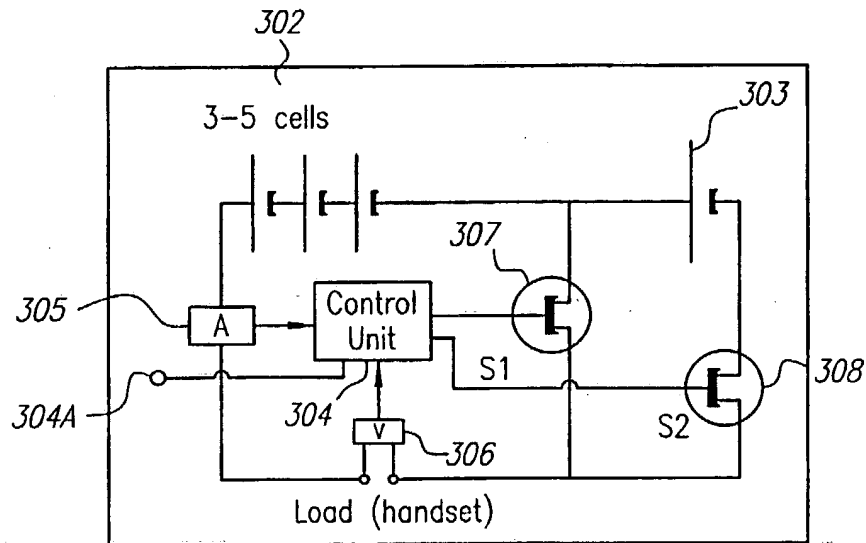 302
3-5 cells
303
307
305
A
Control
Unit
304A
304
S1
308
S2
V
306
Load (handset)